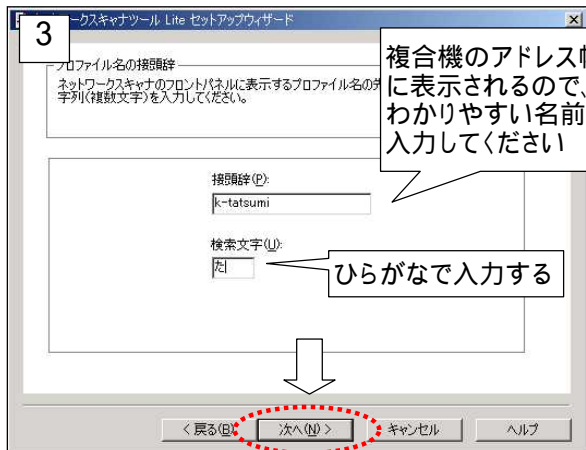 ークスキャナツール Lite セットアップウィザード
3
プロファイル名の接頭辞
ネットワークスキャナのフロントパネルに表示するプロファイル名の
字列(複数文字)を入力してください。
複合機のアドレス
に表示されるので、
わかりやすい名前
入力してください
接頭辞(P):
k-tatsumi
検索文字(U):
た
ひらがなで入力する
< 戻る(B)
次へ(N) >
キャンセル
ヘルプ